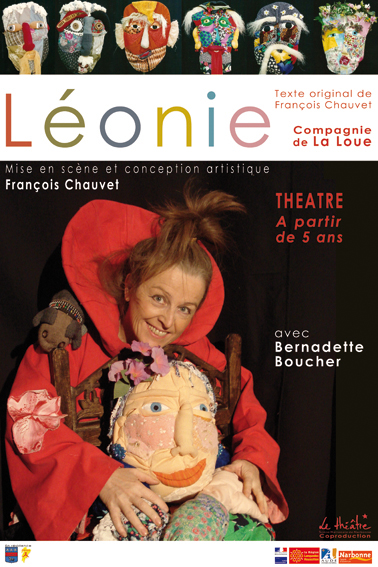 Léonie
Texte original de
François Chauvet
Compagnie
de La Loue
Mise en scène et conception artistique
François Chauvet
THEATRE
A partir
de 5 ans
avec
Bernadette
Boucher
Le théâtre
Coproduction
Narbonne